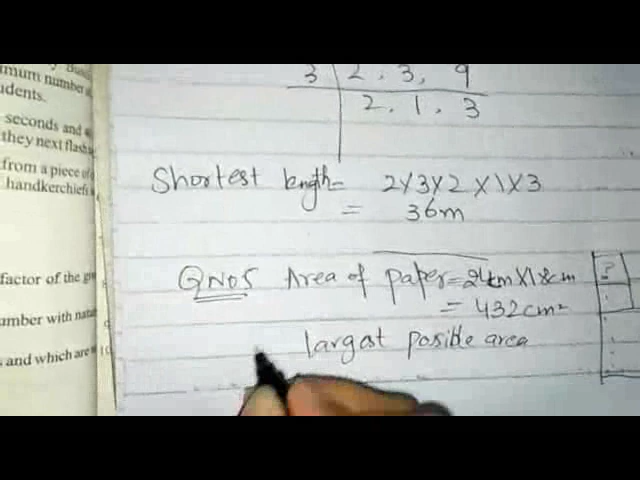 mum number
dents.
seconds and
they next flash
from a piece of
handkerchiefs
factor of the
umber with
and which are
3 2, 3, 9
2, 1, 3
Shortest length = 2×3×2×1×3
= 36m
QNO5 Area of paper = 24cm×18cm
= 432cm²
largest posible area
?